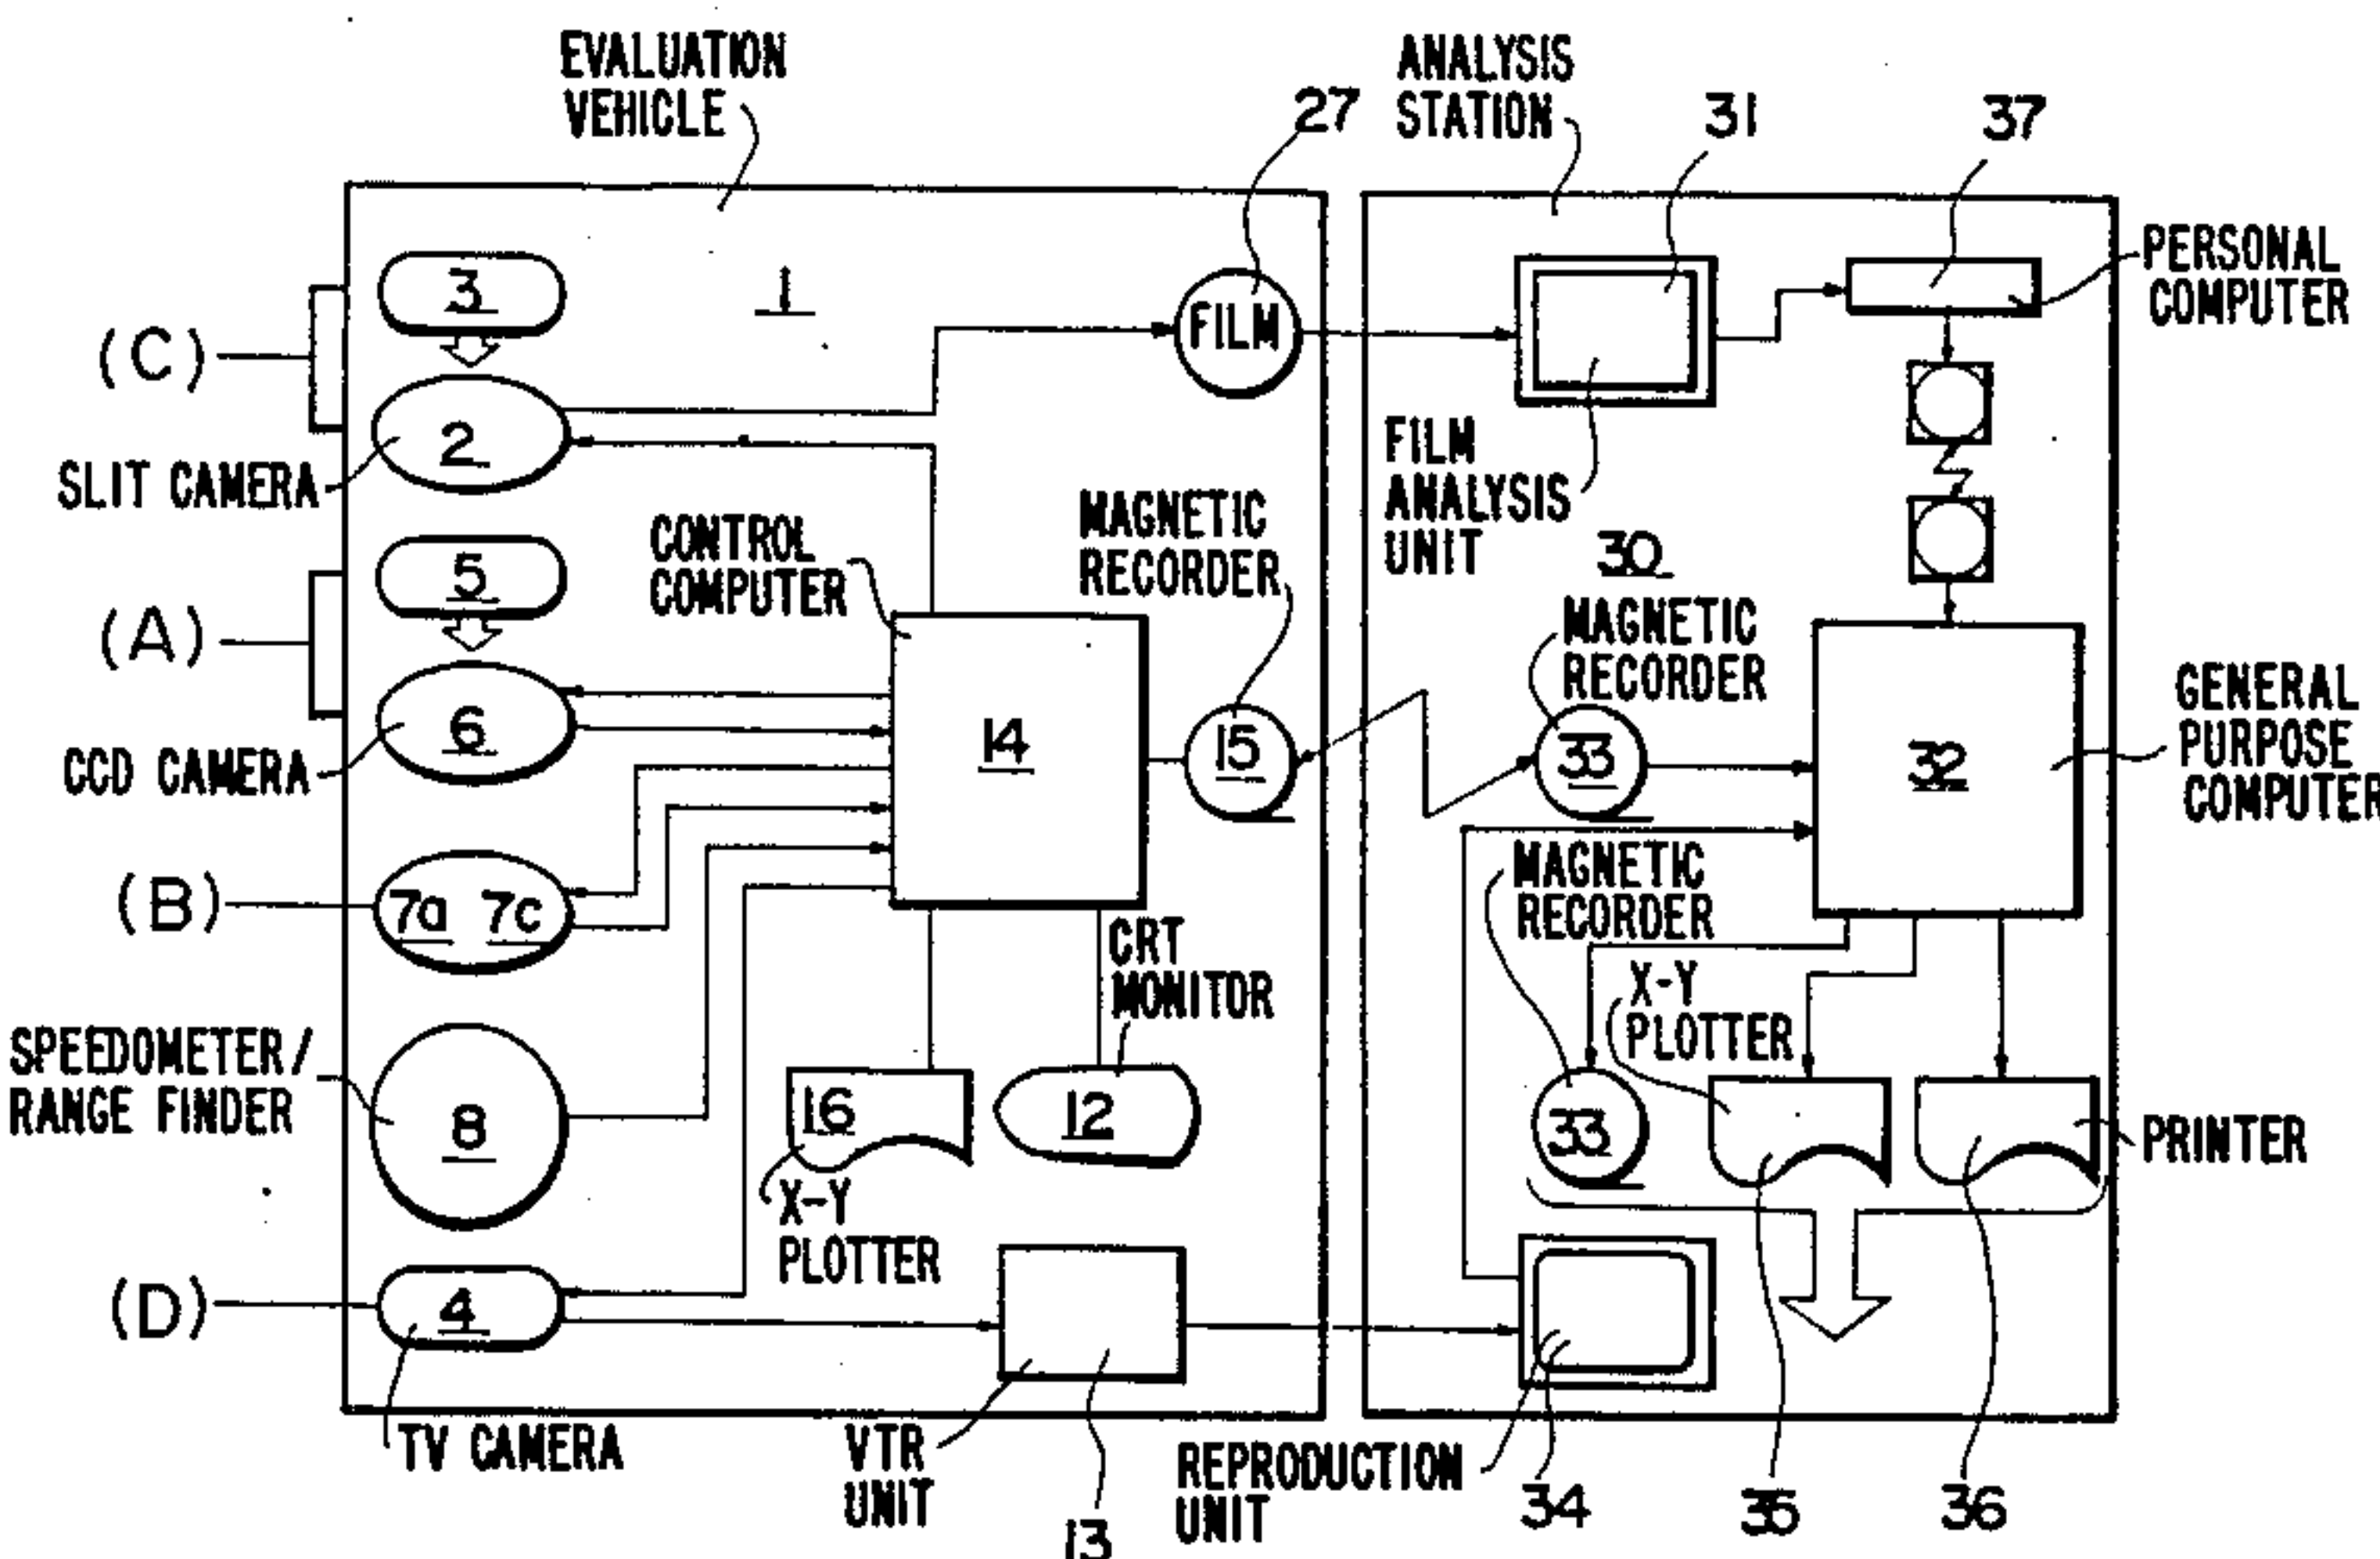 EVALUATION
VEHICLE
27
ANALYSIS
STATION
31
37
3
1
FILM
PERSONAL
COMPUTER
(C)
2
SLIT CAMERA
FILM
ANALYSIS
UNIT
CONTROL
COMPUTER
MAGNETIC
RECORDER
30
5
(A)
MAGNETIC
RECORDER
6
CCD CAMERA
14
15
33
32
GENERAL
PURPOSE
COMPUTER
(B)
7a 7c
MAGNETIC
RECORDER
CRT
MONITOR
X-Y
PLOTTER
SPEEDOMETER/
RANGE FINDER
8
16
12
33
PRINTER
X-Y
PLOTTER
(D)
4
TV CAMERA
VTR
UNIT
13
REPRODUCTION
UNIT
34
35
36